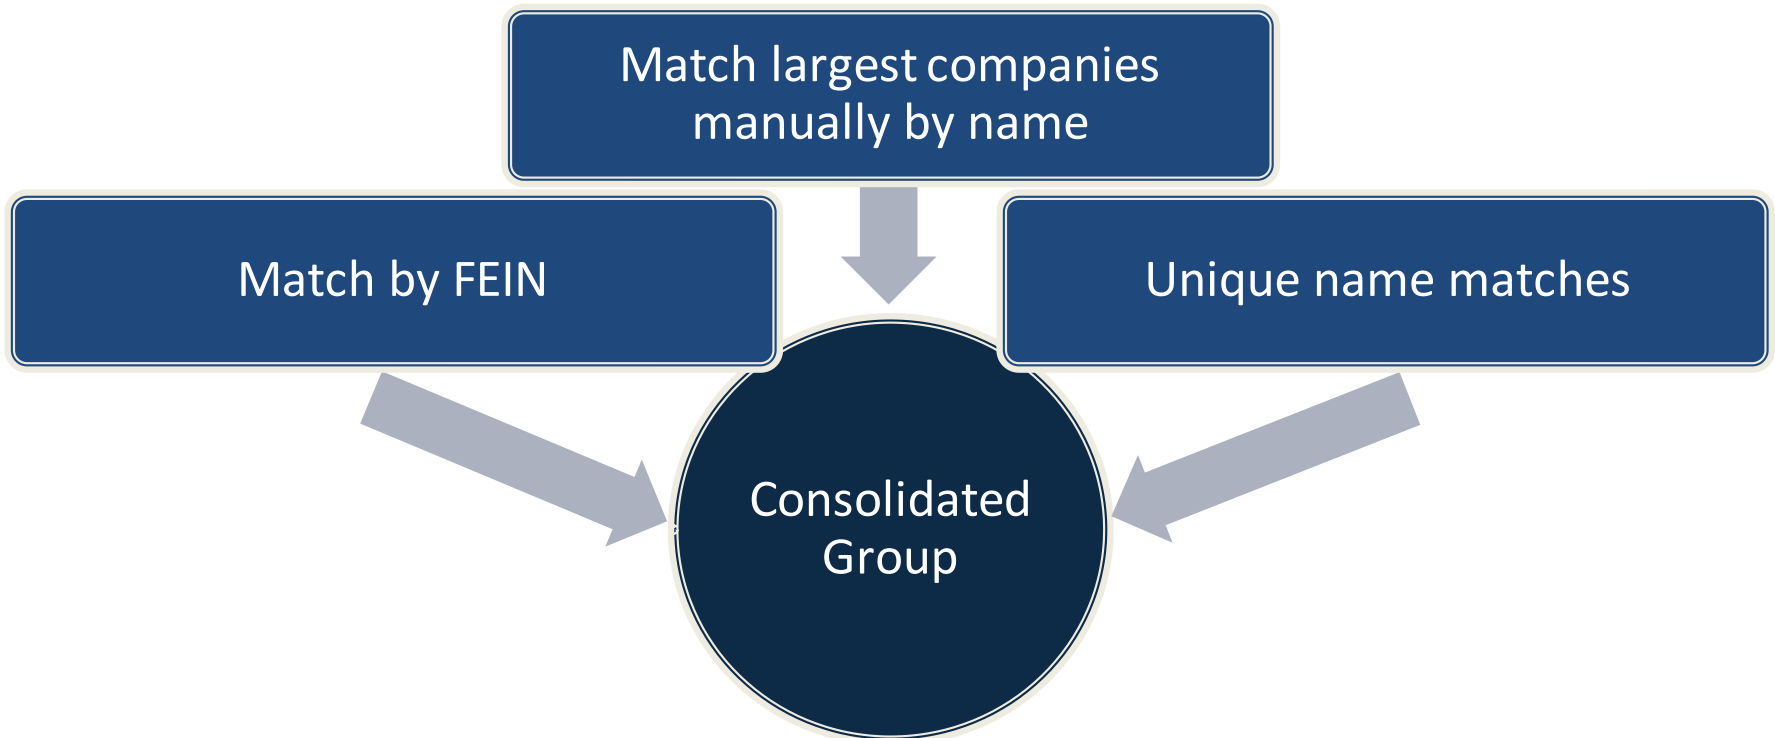 Match largest companies
manually by name
Match by FEIN
Unique name matches
Consolidated
Group